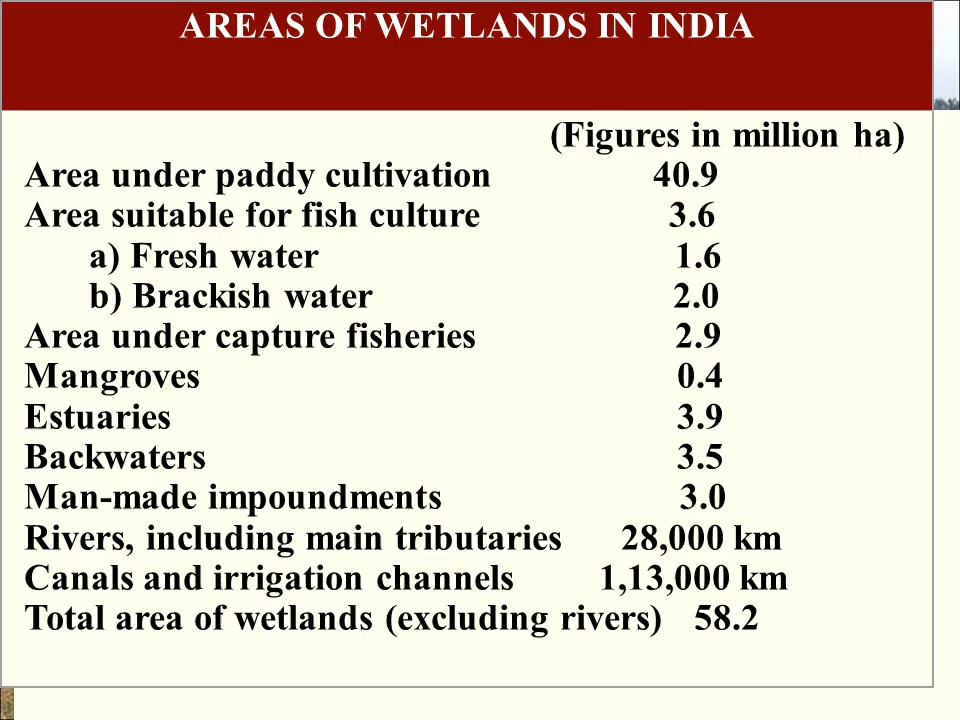 AREAS OF WETLANDS IN INDIA
(Figures in million ha)
Area under paddy cultivation 40.9
Area suitable for fish culture 3.6
a) Fresh water 1.6
b) Brackish water 2.0
Area under capture fisheries 2.9
Mangroves 0.4
Estuaries 3.9
Backwaters 3.5
Man-made impoundments 3.0
Rivers, including main tributaries 28,000 km
Canals and irrigation channels 1,13,000 km
Total area of wetlands (excluding rivers) 58.2